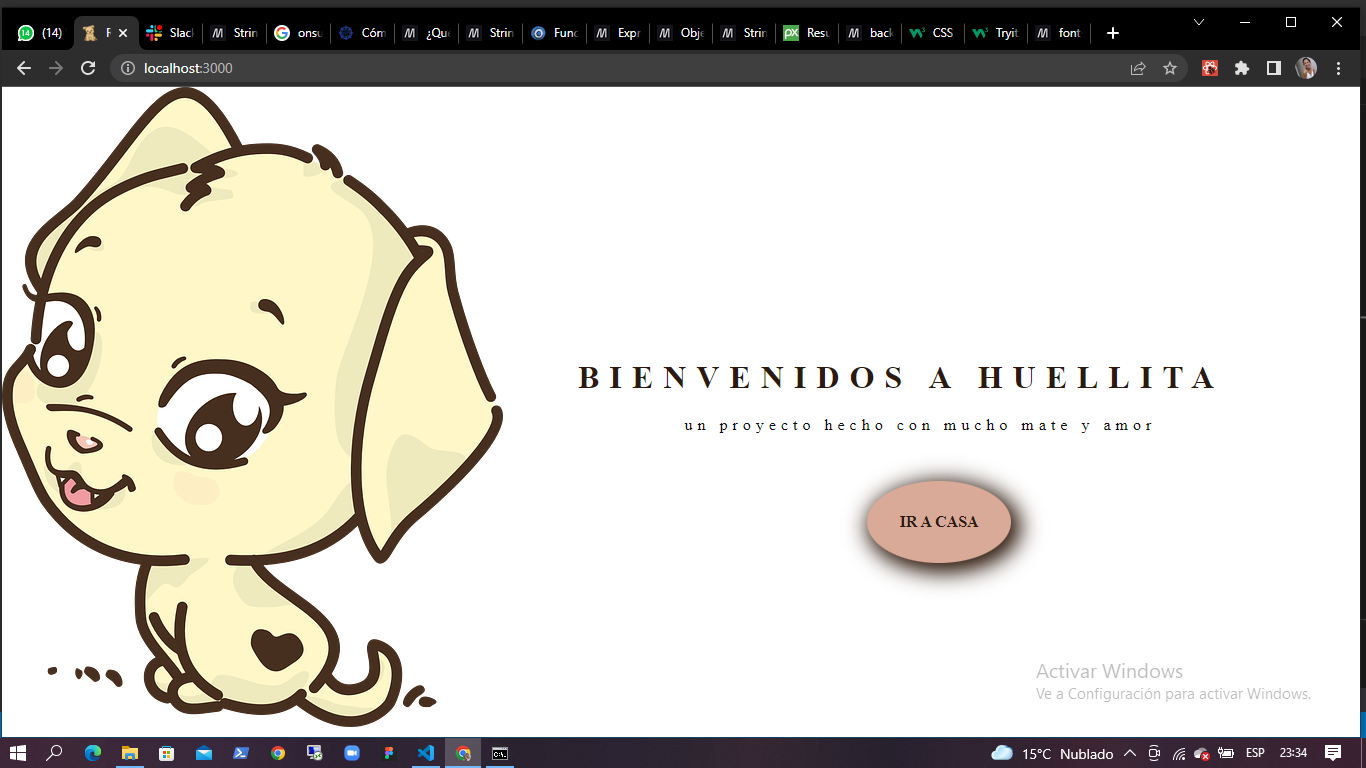 (14)
F
Slac
Strin
onsu
Cóm
¿Qué
Strin
Func
Expr
Obje
Strin
Resu
back
CSS
Tryit
font
localhost:3000
BIENVENIDOS A HUELLITA
un proyecto hecho con mucho mate y amor
IR A CASA
Activar Windows
Ve a Configuración para activar Windows.
15°C Nublado
ESP
23:34